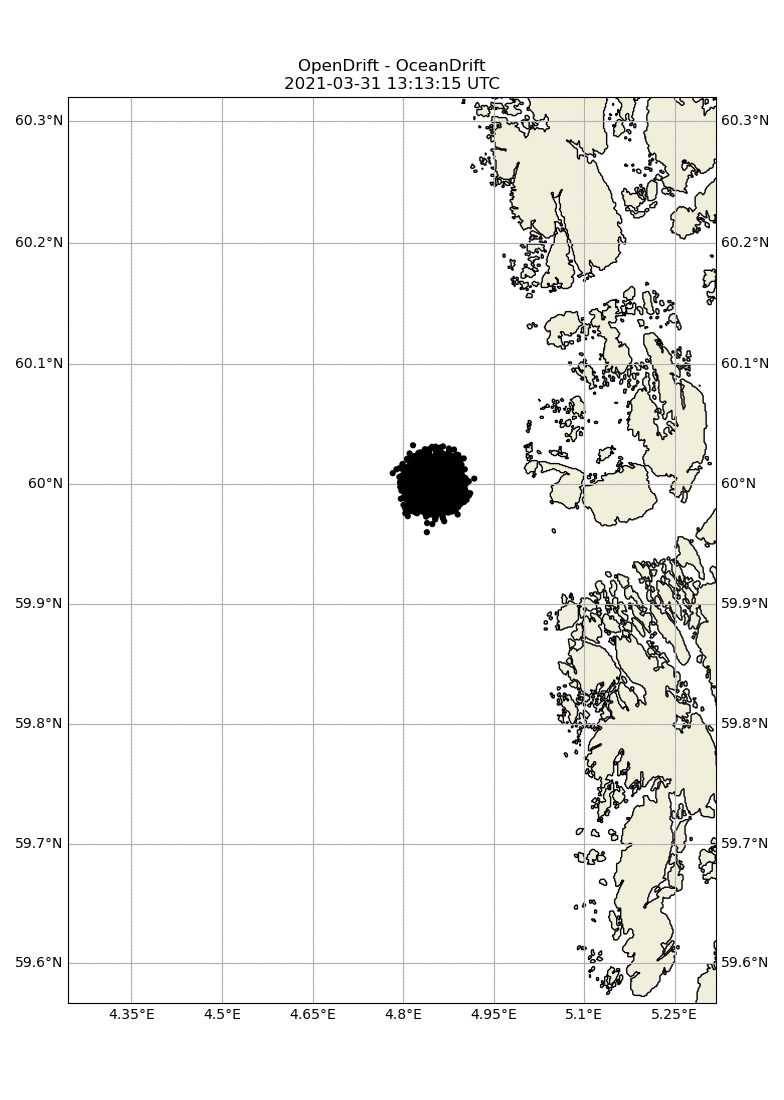 OpenDrift - OceanDrift
2021-03-31 13:13:15 UTC
60.3°N 60.3°N
60.2°N 60.2°N
60.1°N 60.1°N
60°N 60°N
59.9°N 59.9°N
59.8°N 59.8°N
59.7°N 59.7°N
59.6°N 59.6°N
4.35°E 4.5°E 4.65°E 4.8°E 4.95°E 5.1°E 5.25°E